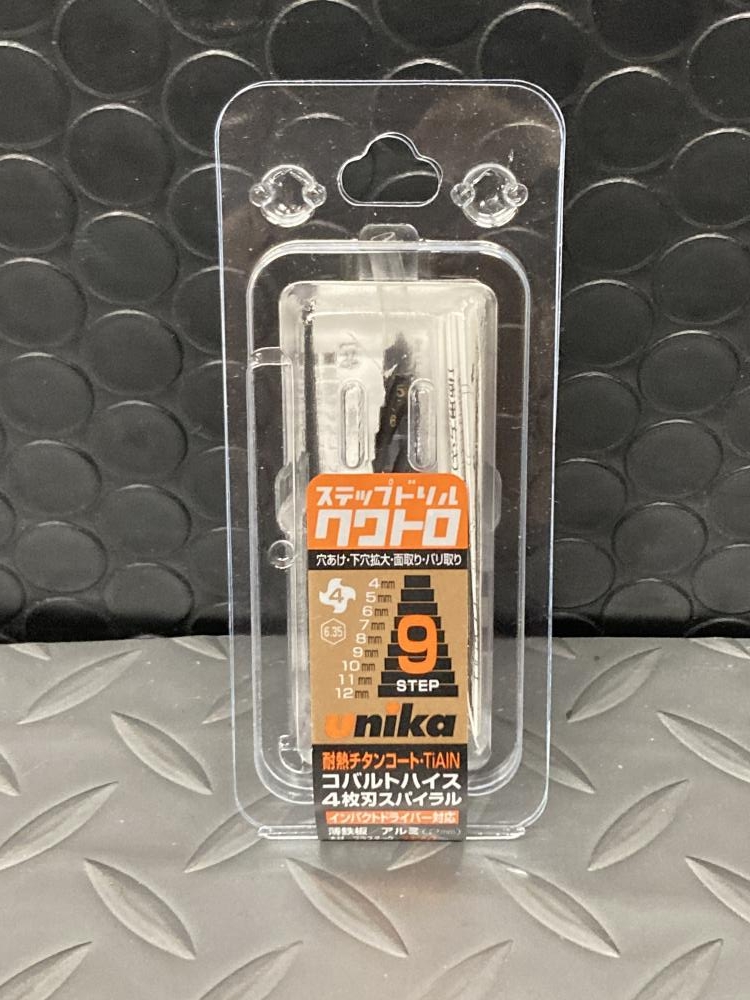 ステップドリル
クワトロ
穴あけ・下穴拡大・面取り・バリ取り
4
6.35
4mm
5mm
6mm
7mm
8mm
9mm
10mm
11mm
12mm
9
STEP
unika
耐熱チタンコート・TiAlN
コバルトハイス
4枚刃スパイラル
インパクトドライバー対応
薄鉄板/アルミ
5
6